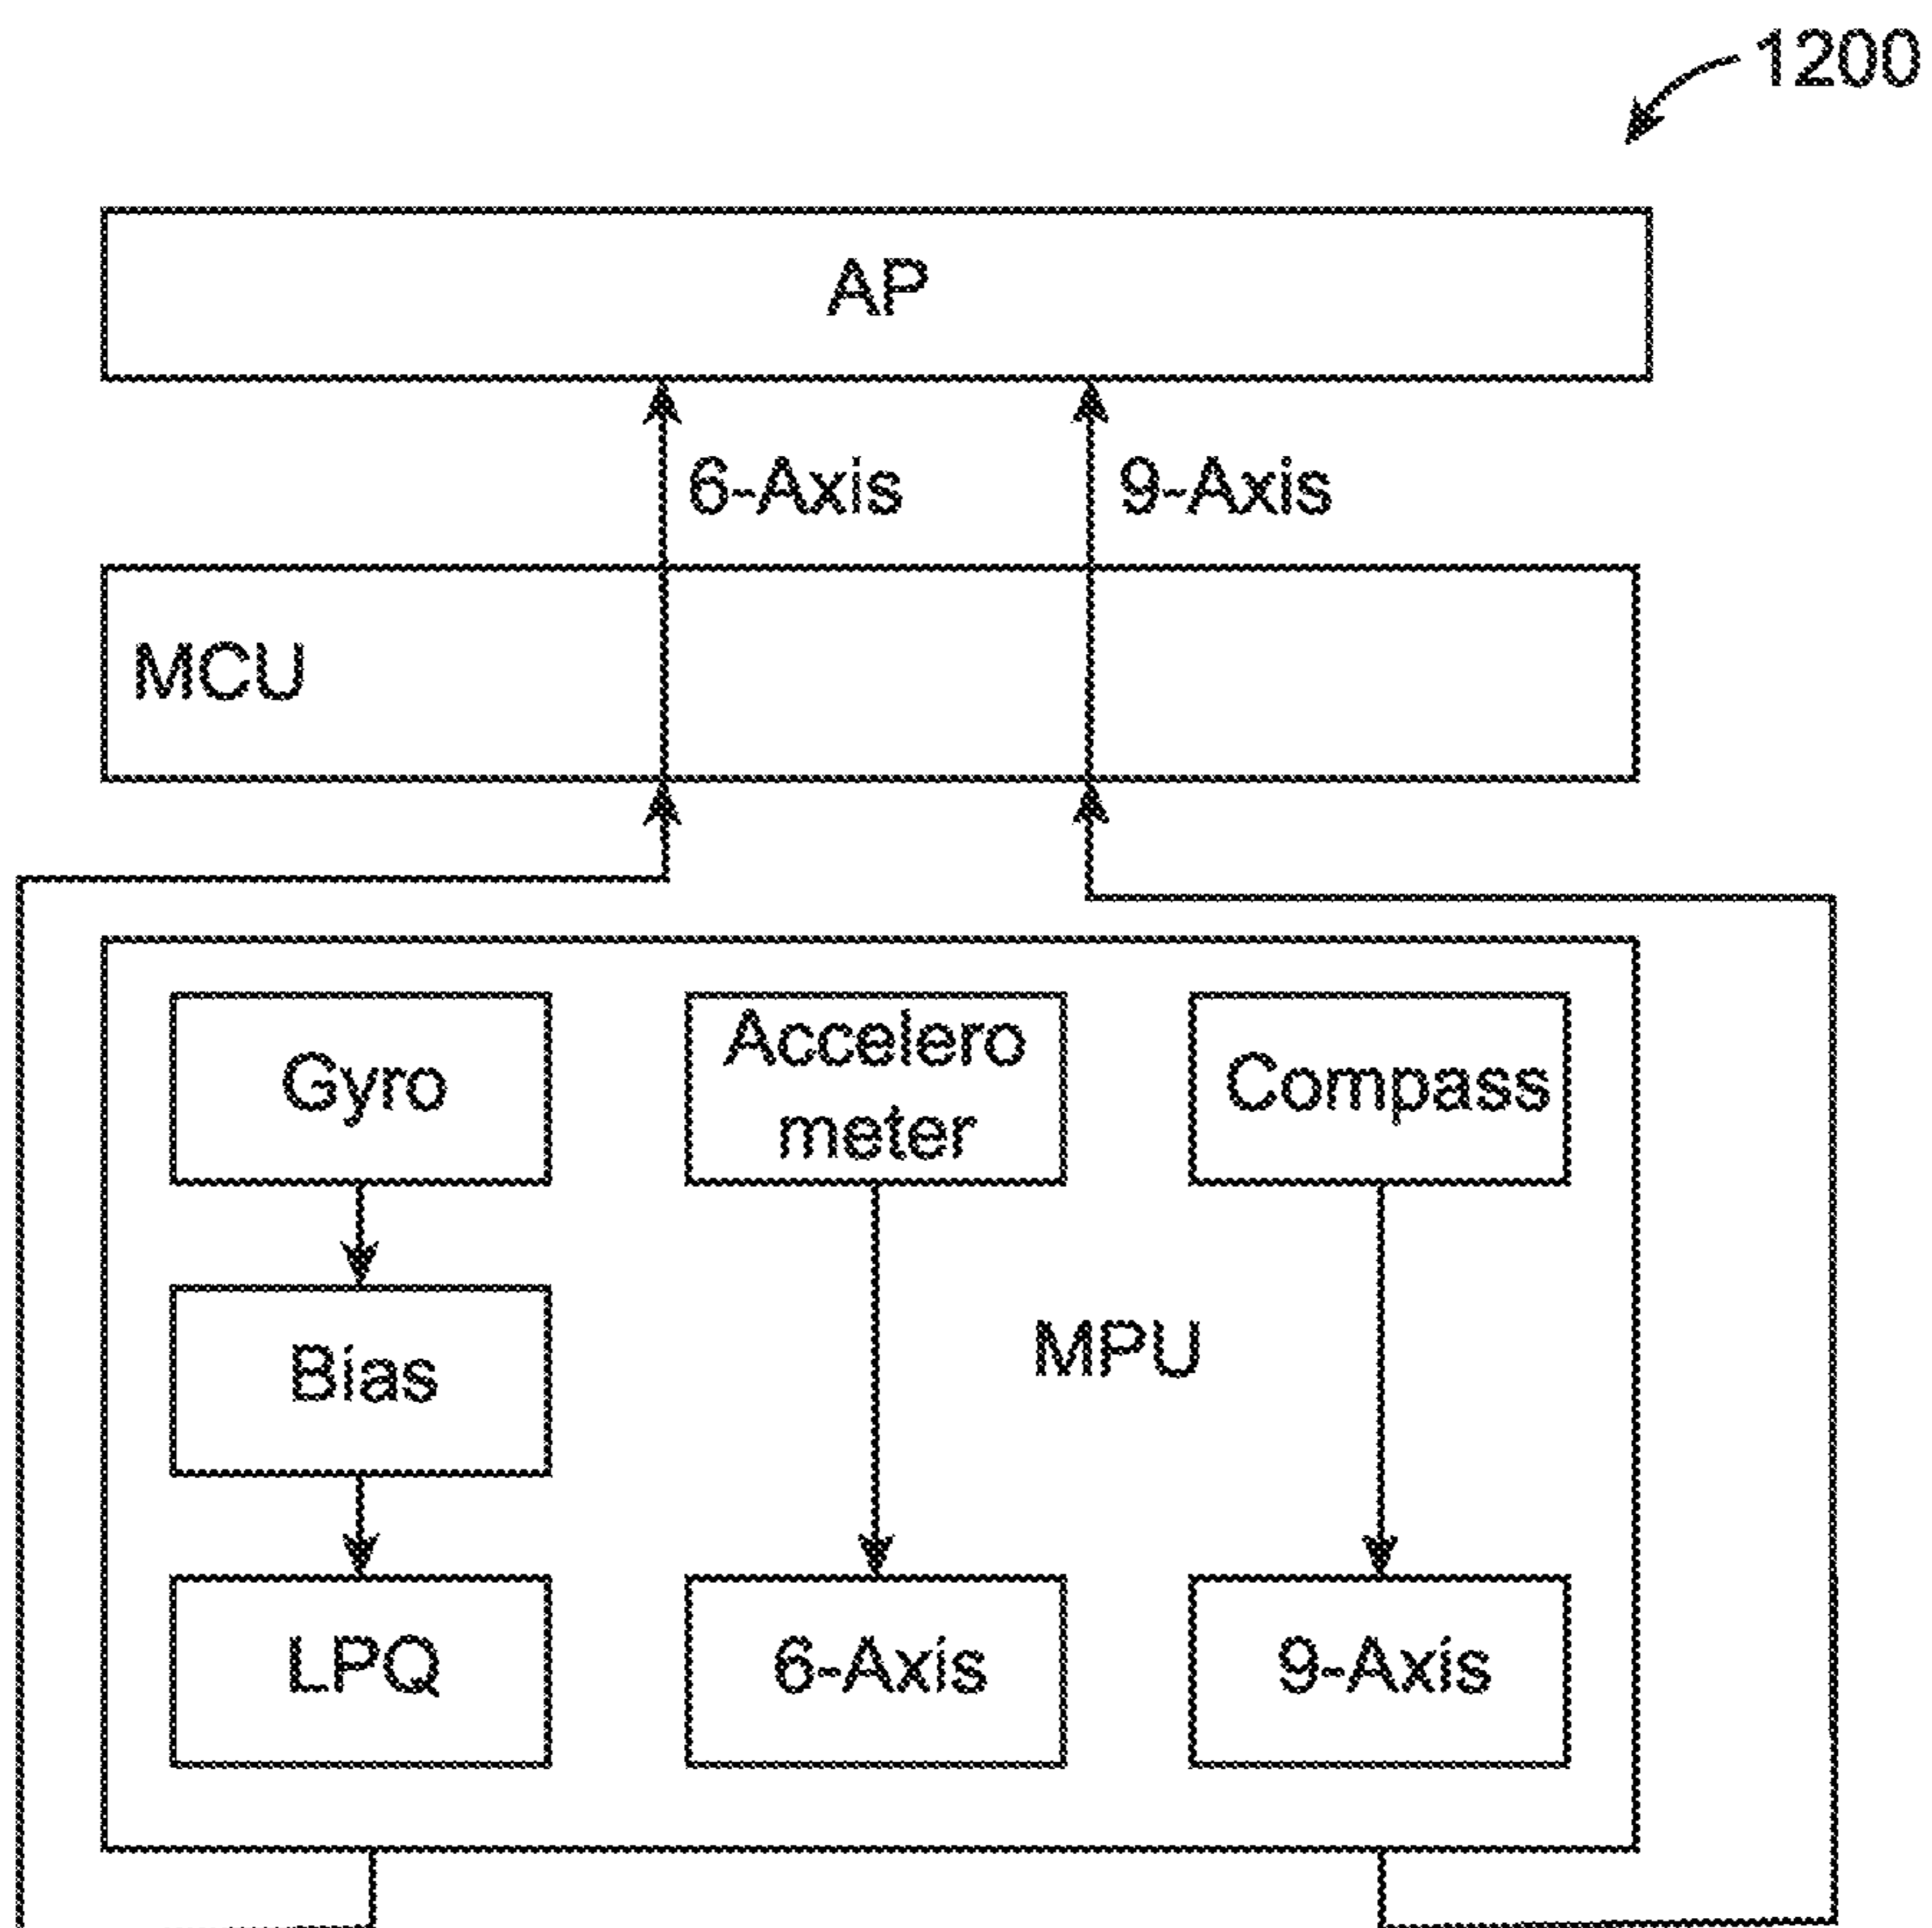 1200
AP
6-Axis
9-Axis
MCU
Gyro
Accelero
meter
Compass
Bias
MPU
LPQ
6-Axis
9-Axis